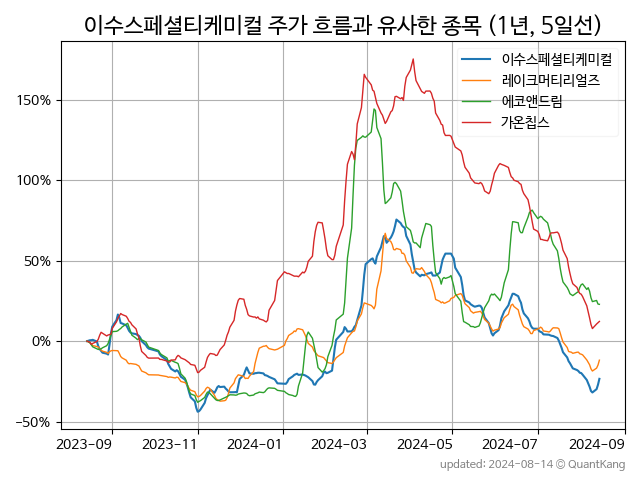 이수스페셜티케미컬 주가 흐름과 유사한 종목 (1년, 5일선)
이수스페셜티케미컬
레이크머티리얼즈
에코앤드림
가온칩스
150%
100%
50%
0%
−50%
2023-09 2023-11 2024-01 2024-03 2024-05 2024-07 2024-09
updated: 2024-08-14 © QuantKang